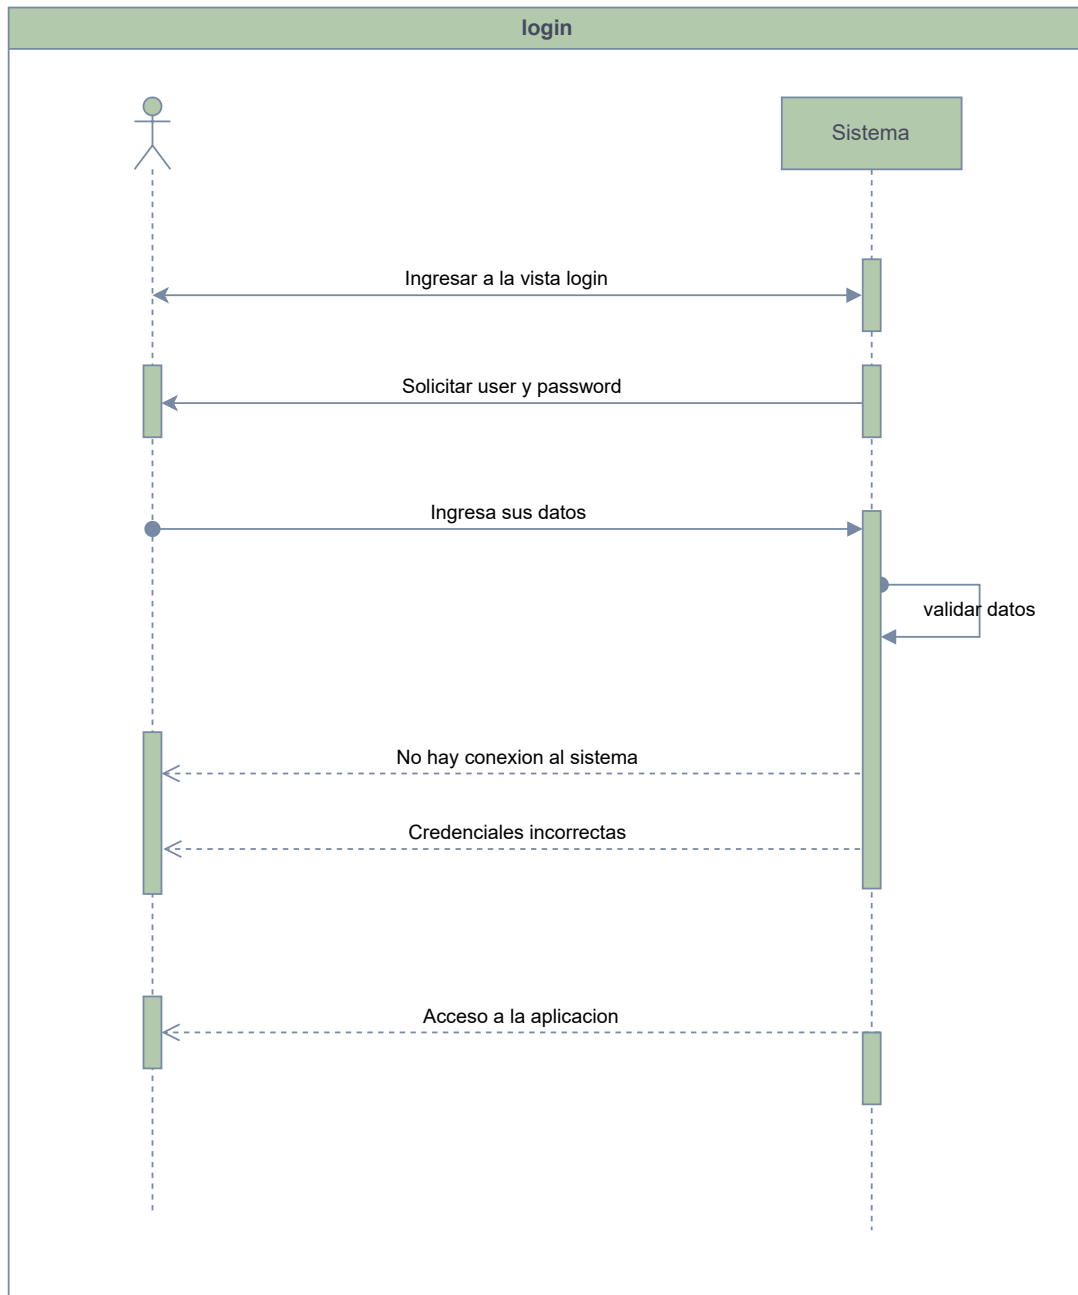 login
Sistema
Ingresar a la vista login
Solicitar user y password
Ingresa sus datos
validar datos
No hay conexion al sistema
Credenciales incorrectas
Acceso a la aplicacion